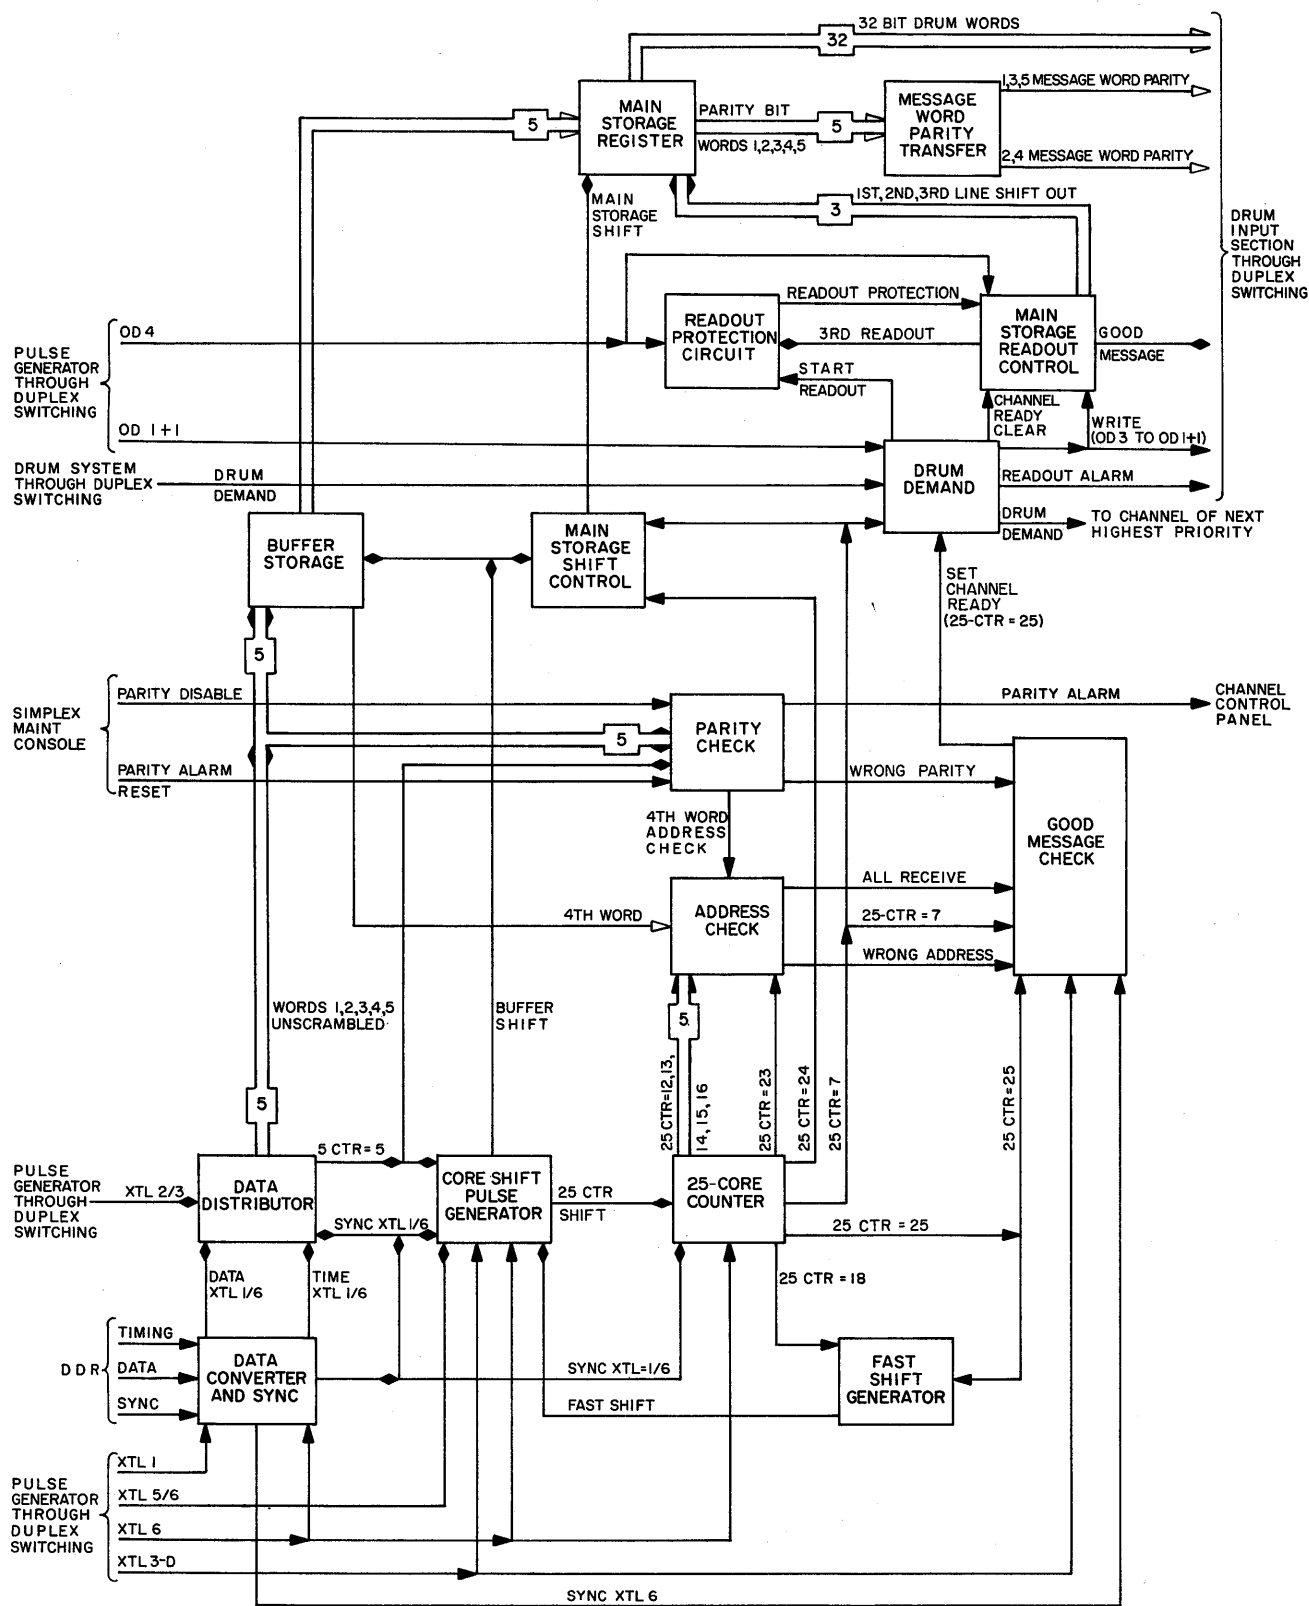 32 BIT DRUM WORDS
32
1,3,5 MESSAGE WORD PARITY
MAIN
STORAGE
REGISTER
PARITY BIT
5
5
WORDS 1,2,3,4,5
MESSAGE
WORD
PARITY
TRANSFER
2,4 MESSAGE WORD PARITY
MAIN
STORAGE
SHIFT
1ST, 2ND, 3RD LINE SHIFT OUT
3
DRUM
INPUT
SECTION
THROUGH
DUPLEX
SWITCHING
READOUT PROTECTION
READOUT
PROTECTION
CIRCUIT
3RD READOUT
MAIN
STORAGE
READOUT
CONTROL
GOOD
MESSAGE
PULSE
GENERATOR
THROUGH
DUPLEX
SWITCHING
OD 4
OD 1+1
START
READOUT
CHANNEL
READY
CLEAR
WRITE
(OD 3 TO OD 1+1)
DRUM SYSTEM
THROUGH DUPLEX
SWITCHING
DRUM
DEMAND
DRUM
DEMAND
READOUT ALARM
DRUM
DEMAND
TO CHANNEL OF NEXT
HIGHEST PRIORITY
BUFFER
STORAGE
MAIN
STORAGE
SHIFT
CONTROL
SET
CHANNEL
READY
(25-CTR = 25)
5
SIMPLEX
MAINT
CONSOLE
PARITY DISABLE
PARITY ALARM
RESET
5
PARITY
CHECK
PARITY ALARM
CHANNEL
CONTROL
PANEL
WRONG PARITY
4TH WORD
ADDRESS
CHECK
GOOD
MESSAGE
CHECK
4TH WORD
ADDRESS
CHECK
ALL RECEIVE
25-CTR = 7
WRONG ADDRESS
WORDS 1,2,3,4,5
UNSCRAMBLED
BUFFER
SHIFT
5
5
25 CTR=12,13,
14, 15, 16
25 CTR=23
25 CTR=24
25 CTR=7
25 CTR=25
PULSE
GENERATOR
THROUGH
DUPLEX
SWITCHING
XTL 2/3
DATA
DISTRIBUTOR
5 CTR= 5
SYNC XTL 1/6
CORE SHIFT
PULSE
GENERATOR
25 CTR
SHIFT
25-CORE
COUNTER
25 CTR = 25
DATA
XTL 1/6
TIME
XTL 1/6
25 CTR = 18
DDR
TIMING
DATA
SYNC
DATA
CONVERTER
AND SYNC
SYNC XTL=1/6
FAST SHIFT
FAST
SHIFT
GENERATOR
PULSE
GENERATOR
THROUGH
DUPLEX
SWITCHING
XTL 1
XTL 5/6
XTL 6
XTL 3-D
SYNC XTL 6